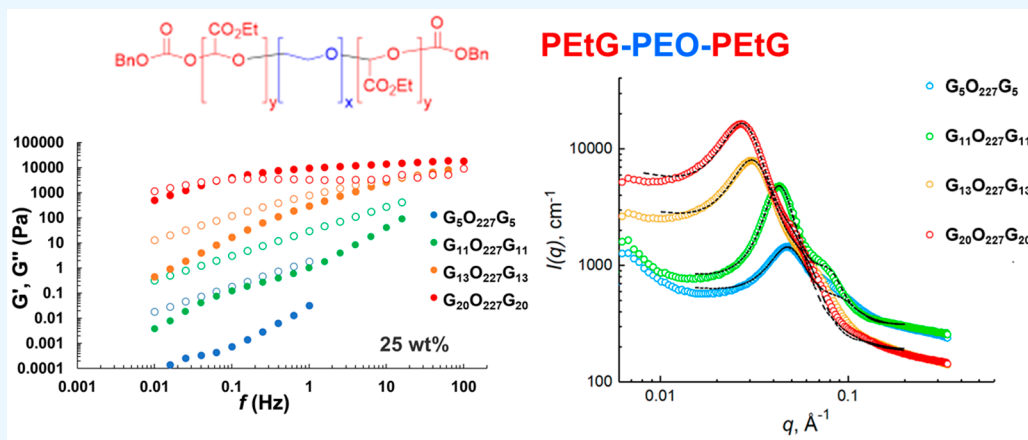 CO₂Et
BnO O O O O O O OBn
y x CO₂Et y
PEtG-PEO-PEtG
G', G'' (Pa)
100000
10000
1000
100
10
1
0.1
0.01
0.001
0.0001
0.001 0.01 0.1 1 10 100
f (Hz)
G₅O₂₂₇G₅
G₁₁O₂₂₇G₁₁
G₁₃O₂₂₇G₁₃
G₂₀O₂₂₇G₂₀
25 wt%
I(q), cm⁻¹
10000
1000
100
0.01 0.1
q, Å⁻¹
G₅O₂₂₇G₅
G₁₁O₂₂₇G₁₁
G₁₃O₂₂₇G₁₃
G₂₀O₂₂₇G₂₀